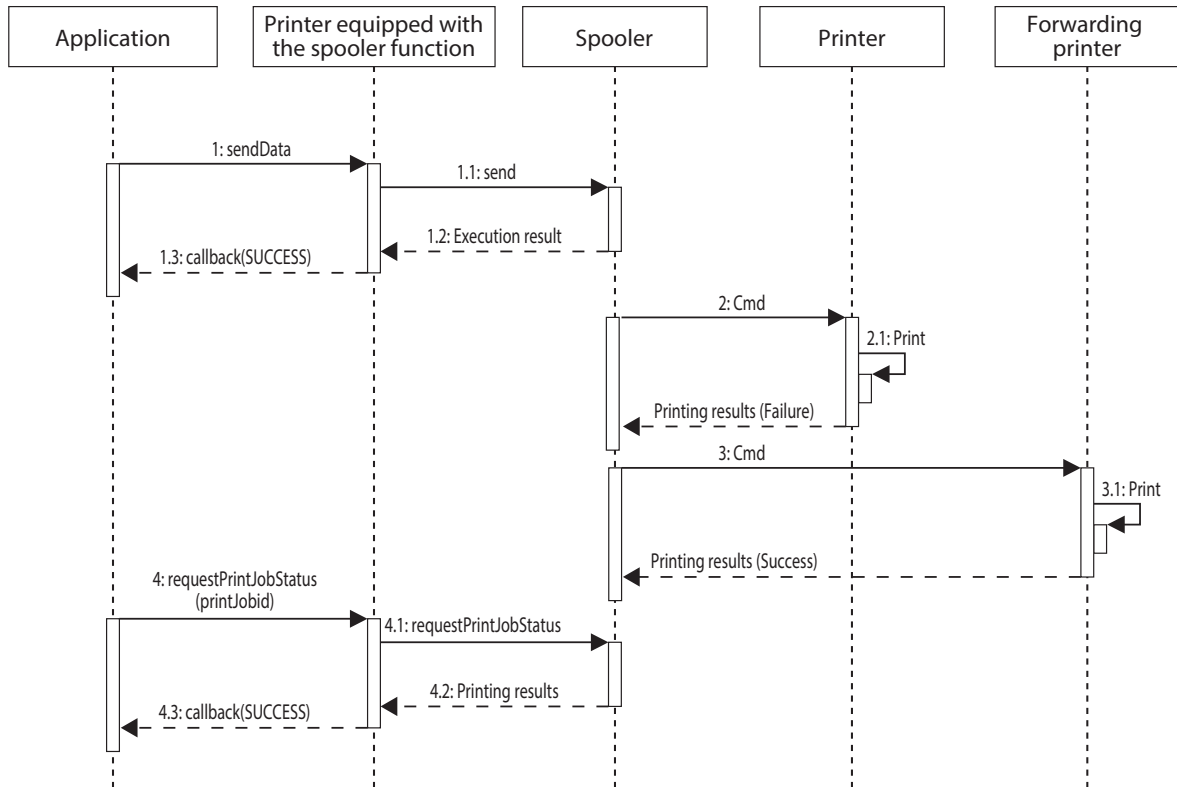 Application
Printer equipped with
the spooler function
Spooler
Printer
Forwarding
printer
1: sendData
1.1: send
1.2: Execution result
1.3: callback(SUCCESS)
2: Cmd
2.1: Print
Printing results (Failure)
3: Cmd
3.1: Print
Printing results (Success)
4: requestPrintJobStatus
(printJobid)
4.1: requestPrintJobStatus
4.2: Printing results
4.3: callback(SUCCESS)